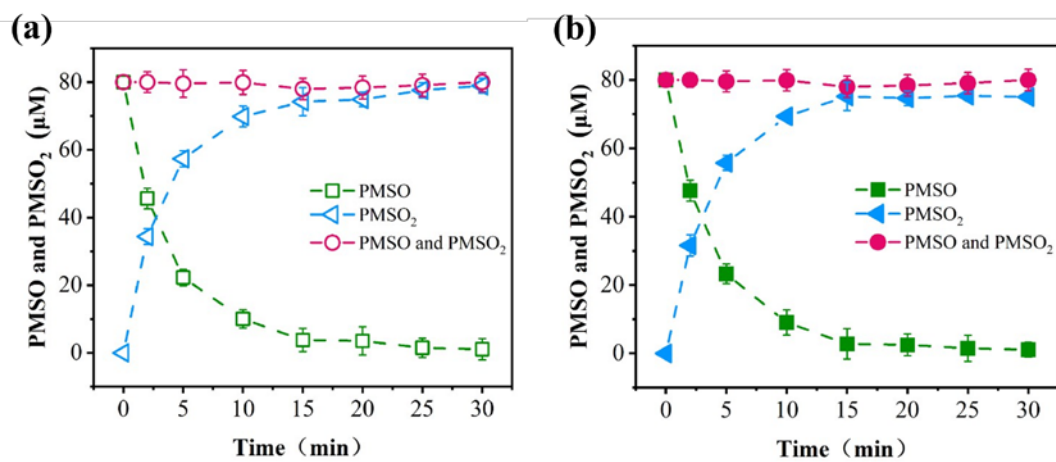 (a)
PMSO and PMSO₂ (μM)
80
60
40
20
0
PMSO
PMSO₂
PMSO and PMSO₂
0 5 10 15 20 25 30
Time（min）
(b)
PMSO and PMSO₂ (μM)
80
60
40
20
0
PMSO
PMSO₂
PMSO and PMSO₂
0 5 10 15 20 25 30
Time（min）